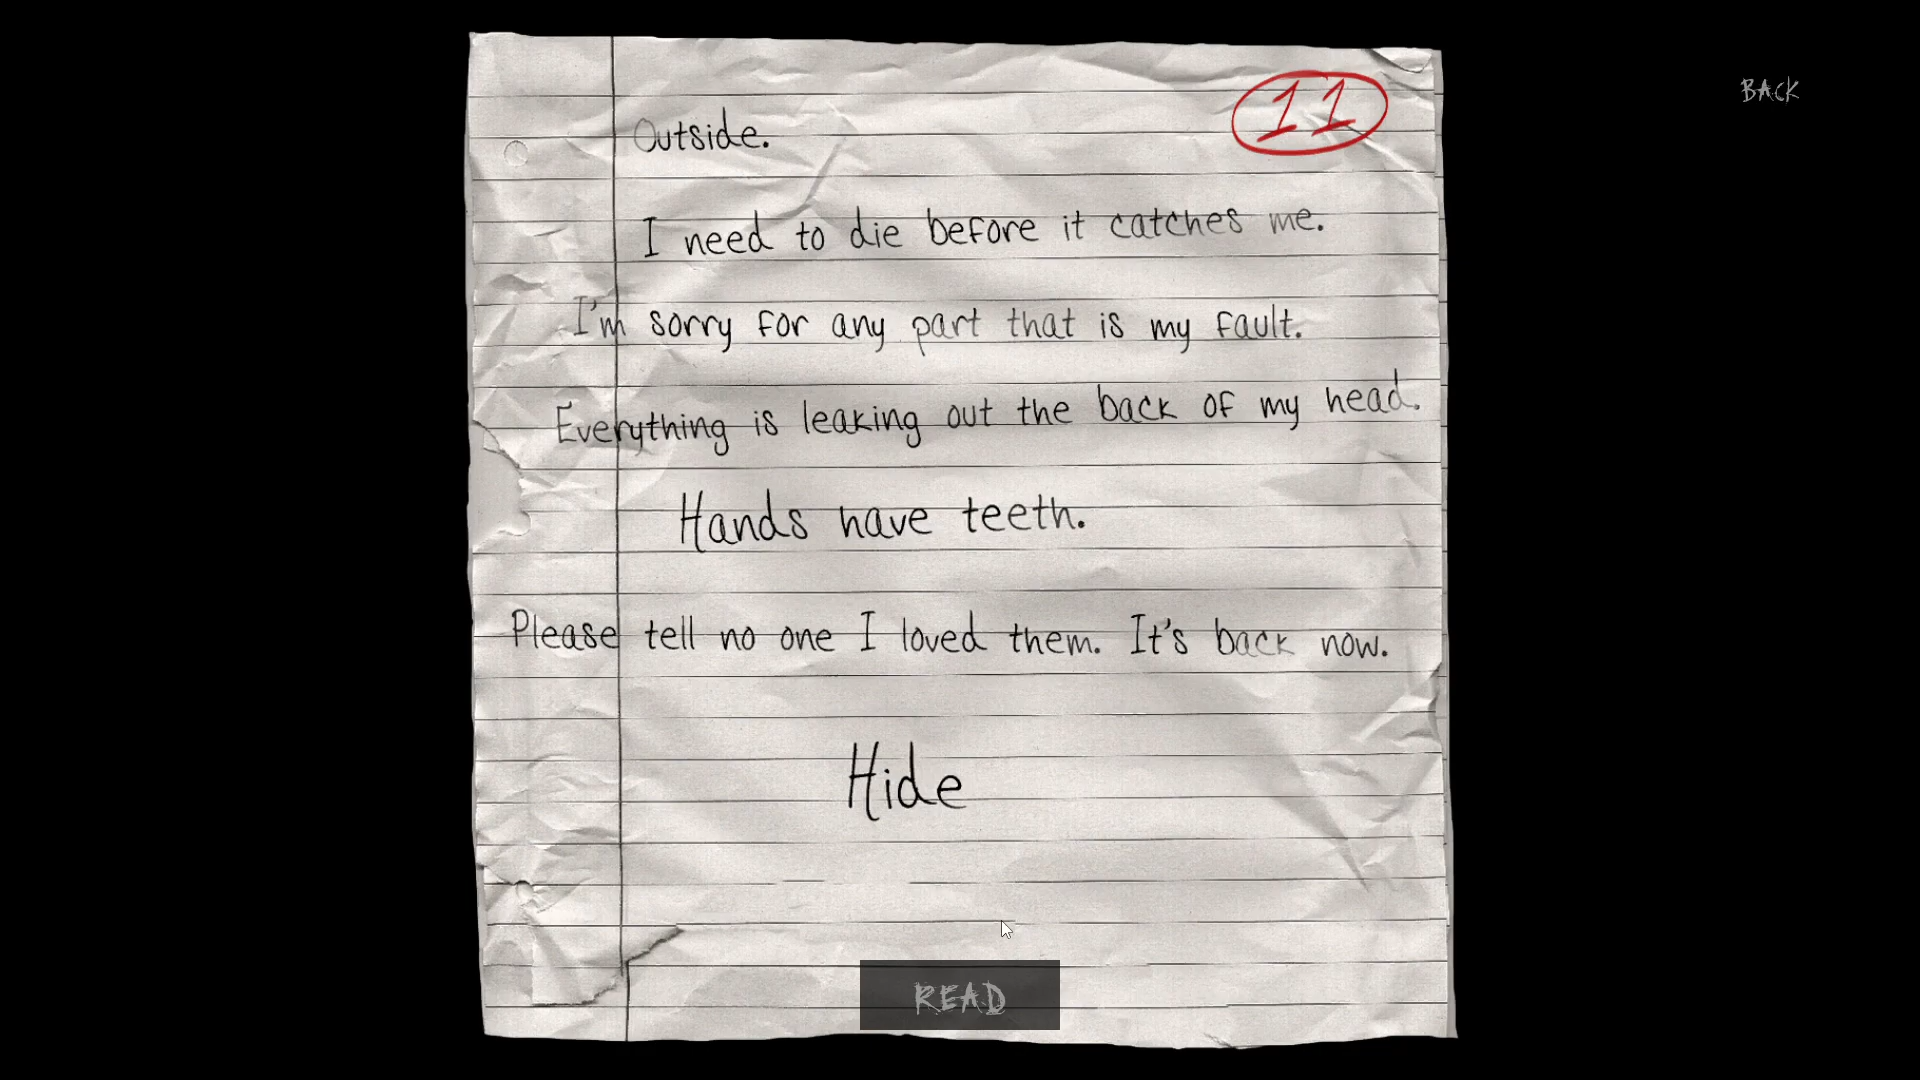 11
BACK
Outside.
I need to die before it catches me.
I'm sorry for any part that is my fault.
Everything is leaking out the back of my head.
Hands have teeth.
Please tell no one I loved them. It's back now.
Hide
READ